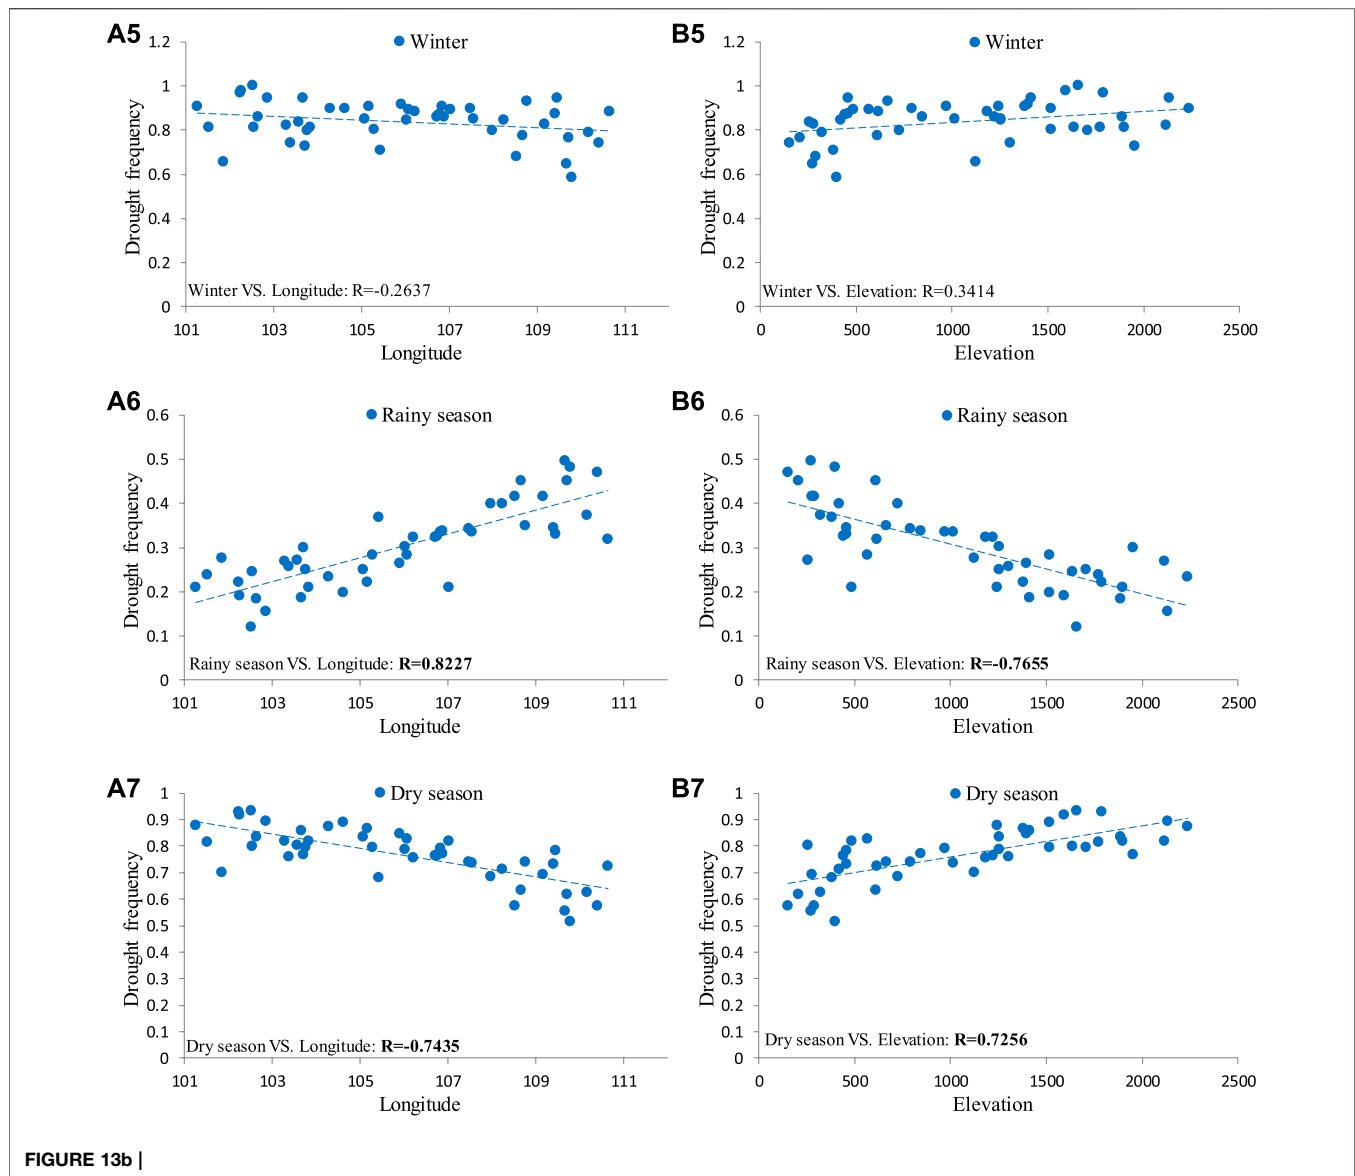 A5
Winter
1.2
1
0.8
0.6
0.4
0.2
0
Drought frequency
Winter VS. Longitude: R=-0.2637
101 103 105 107 109 111
Longitude
B5
Winter
1.2
1
0.8
0.6
0.4
0.2
0
Drought frequency
Winter VS. Elevation: R=0.3414
0 500 1000 1500 2000 2500
Elevation
A6
Rainy season
0.6
0.5
0.4
0.3
0.2
0.1
0
Drought frequency
Rainy season VS. Longitude: R=0.8227
101 103 105 107 109 111
Longitude
B6
Rainy season
0.6
0.5
0.4
0.3
0.2
0.1
0
Drought frequency
Rainy season VS. Elevation: R=-0.7655
0 500 1000 1500 2000 2500
Elevation
A7
Dry season
1
0.9
0.8
0.7
0.6
0.5
0.4
0.3
0.2
0.1
0
Drought frequency
Dry season VS. Longitude: R=-0.7435
101 103 105 107 109 111
Longitude
B7
Dry season
1
0.9
0.8
0.7
0.6
0.5
0.4
0.3
0.2
0.1
0
Drought frequency
Dry season VS. Elevation: R=0.7256
0 500 1000 1500 2000 2500
Elevation
FIGURE 13b |